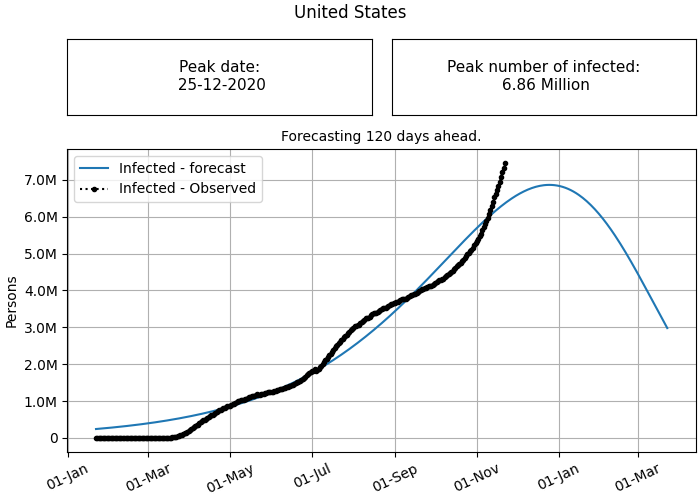 United States
Peak date:
25-12-2020
Peak number of infected:
6.86 Million
Forecasting 120 days ahead.
Infected - forecast
Infected - Observed
7.0M
6.0M
5.0M
4.0M
3.0M
2.0M
1.0M
0
Persons
01-Jan
01-Mar
01-May
01-Jul
01-Sep
01-Nov
01-Jan
01-Mar